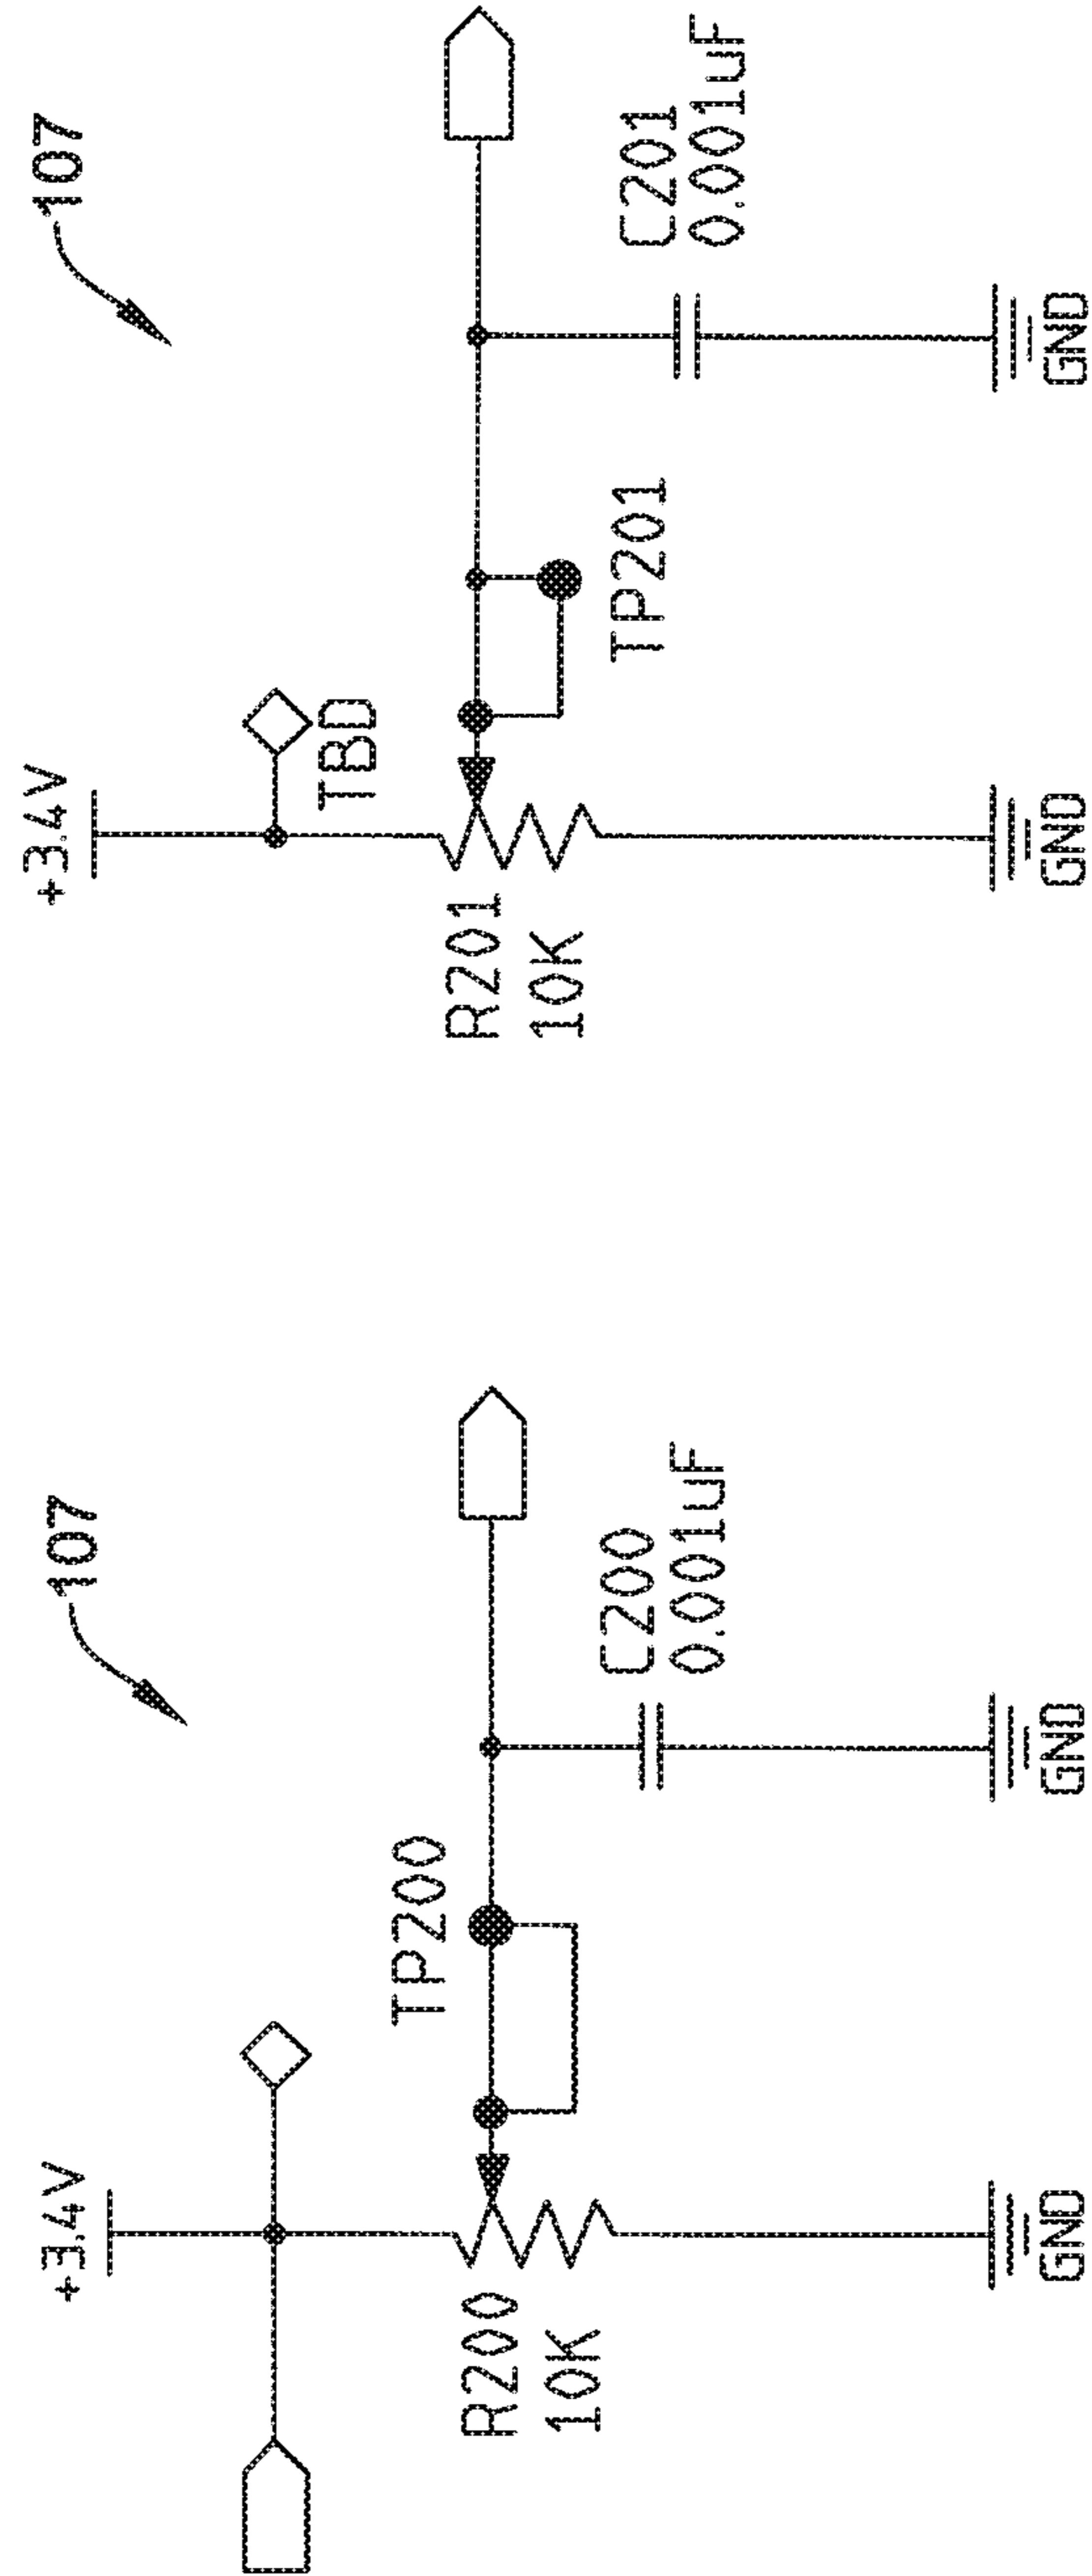 107
+3.4V
TP200
R200
10K
C200
0.001uF
GND
GND
107
+3.4V
TBD
R201
10K
TP201
C201
0.001uF
GND
GND